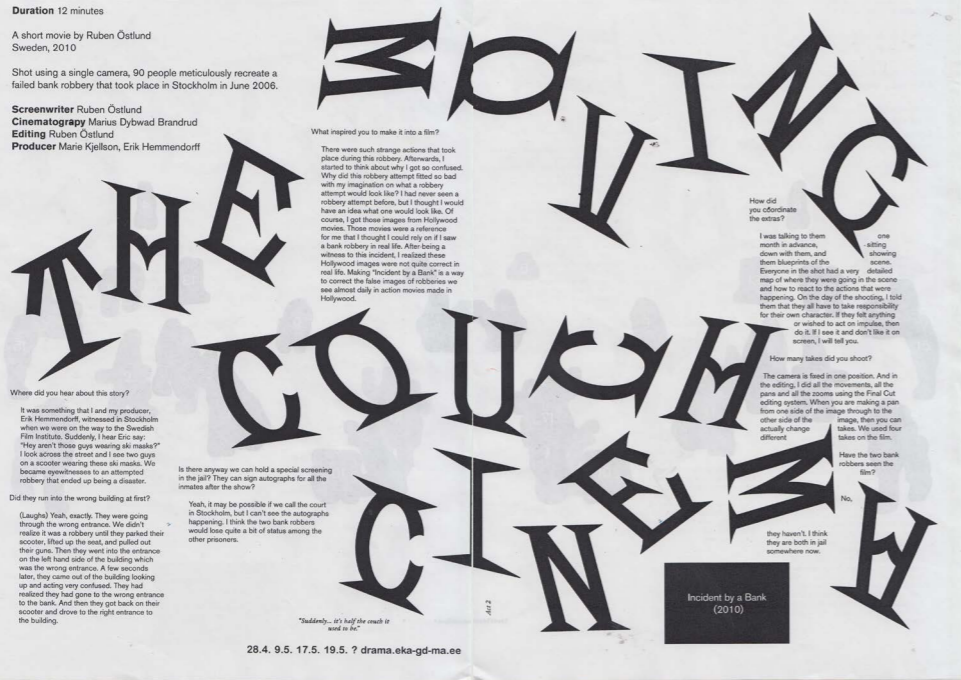 Duration 12 minutes
A short movie by Ruben Östlund
Sweden, 2010
Shot using a single camera, 90 people meticulously recreate a
failed bank robbery that took place in Stockholm in June 2006.
Screenwriter Ruben Östlund
Cinematograpy Marius Dybwad Brandrud
Editing Ruben Östlund
Producer Marie Kjellson, Erik Hemmendorff
THE
MOVING
COUCH
CINEMA
Where did you hear about this story?
It was something that I and my producer,
Erik Hemmendorff, witnessed in Stockholm
when we were on the way to the Swedish
Film Institute. Suddenly, I hear Eric say:
"Hey aren't those guys wearing ski masks?"
I look across the street and I see two guys
on a scooter wearing these ski masks. We
became eyewitnesses to an attempted
robbery that ended up being a disaster.
Did they run into the wrong building at first?
(Laughs) Yeah, exactly. They were going
through the wrong entrance. We didn't
realize it was a robbery until they parked their
scooter, lifted up the seat, and pulled out
their guns. Then they went into the entrance
on the left hand side of the building which
was the wrong entrance. A few seconds
later, they came out of the building looking
up and acting very confused. They had
realized they had gone to the wrong entrance
to the bank. And then they got back on their
scooter and drove to the right entrance to
the building.
What inspired you to make it into a film?
There were such strange actions that took
place during this robbery. Afterwards, I
started to think about why I got so confused.
Why did this robbery attempt fitted so bad
with my imagination on what a robbery
attempt would look like? I had never seen a
robbery attempt before, but I thought I would
have an idea what one would look like. Of
course, I got those images from Hollywood
movies. Those movies were a reference
for me that I thought I could rely on if I saw
a bank robbery in real life. After being a
witness to this incident, I realized these
Hollywood images were not quite correct in
real life. Making "Incident by a Bank" is a way
to correct the false images of robberies we
see almost daily in action movies made in
Hollywood.
Is there anyway we can hold a special screening
in the jail? They can sign autographs for all the
inmates after the show?
Yeah, it may be possible if we call the court
in Stockholm, but I can't see the autographs
happening. I think the two bank robbers
would lose quite a bit of status among the
other prisoners.
"Suddenly... it's half the couch it
used to be."
28.4. 9.5. 17.5. 19.5. ? drama.eka-gd-ma.ee
Act 2
How did
you coordinate
the extras?
I was talking to them one
month in advance, sitting
down with them, and showing
them blueprints of the scene.
Everyone in the shot had a very detailed
map of where they were going in the scene
and how to react to the actions that were
happening. On the day of the shooting, I told
them that they all have to take responsibility
for their own character. If they felt anything
or wished to act on impulse, then
do it. If I see it and don't like it on
screen, I will tell you.
How many takes did you shoot?
The camera is fixed in one position. And in
the editing, I did all the movements, all the
pans and all the zooms using the Final Cut
editing system. When you are making a pan
from one side of the image through to the
other side of the image, then you can
actually change takes. We used four
different takes on the film.
Have the two bank
robbers seen the
film?
No,
they haven't. I think
they are both in jail
somewhere now.
Incident by a Bank
(2010)